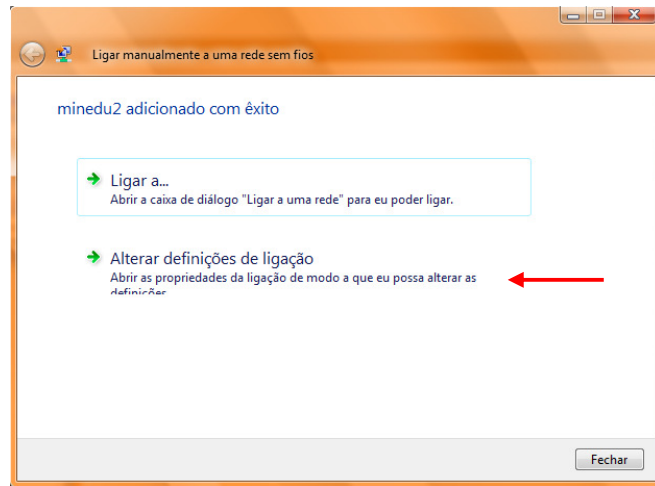 Ligar manualmente a uma rede sem fios
minedu2 adicionado com êxito
Ligar a...
Abrir a caixa de diálogo "Ligar a uma rede" para eu poder ligar.
Alterar definições de ligação
Abrir as propriedades da ligação de modo a que eu possa alterar as
definições.
Fechar